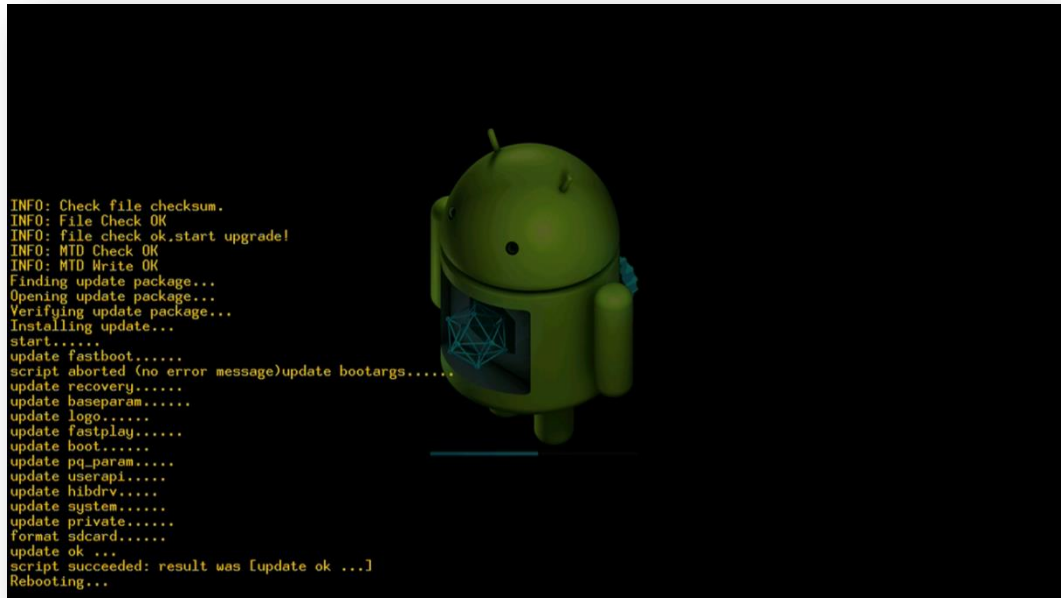 INFO: Check file checksum.
INFO: File Check OK
INFO: file check ok,start upgrade!
INFO: MTD Check OK
INFO: MTD Write OK
Finding update package...
Opening update package...
Verifying update package...
Installing update...
start......
update fastboot......
script aborted (no error message)update bootargs......
update recovery......
update baseparam......
update logo......
update fastplay......
update boot......
update pq_param.....
update userapi.....
update hibdrv.....
update system......
update private......
format sdcard......
update ok ...
script succeeded: result was [update ok ...]
Rebooting...